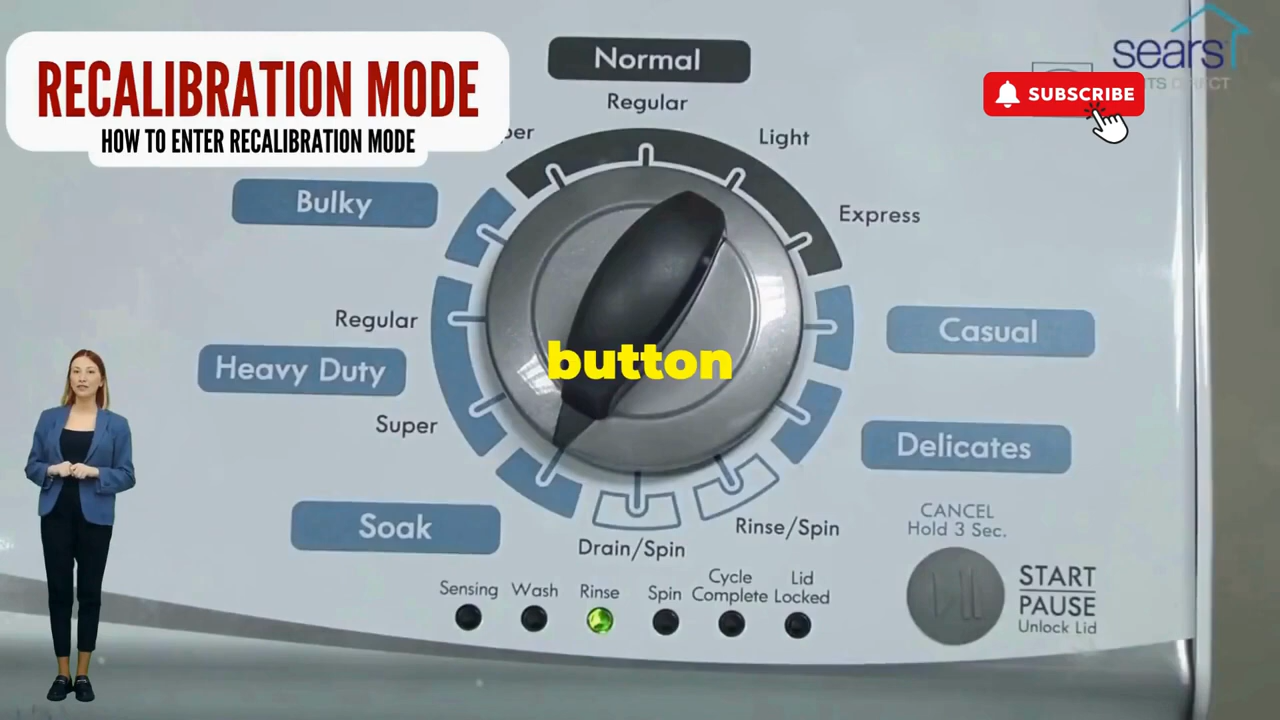 RECALIBRATION MODE
HOW TO ENTER RECALIBRATION MODE
sears
DIRECT
SUBSCRIBE
Normal
Regular
Light
Express
Bulky
Regular
Heavy Duty
Super
button
Casual
Delicates
Soak
Drain/Spin
Rinse/Spin
CANCEL
Hold 3 Sec.
Sensing
Wash
Rinse
Spin
Cycle
Complete
Lid
Locked
START
PAUSE
Unlock Lid